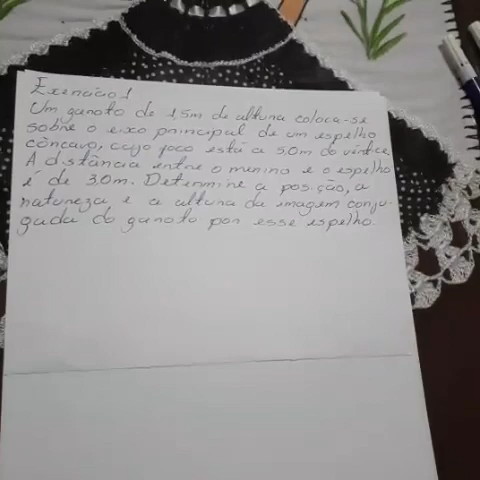 Exercício 1
Um garoto de 1,5m de altura coloca-se
sobre o eixo principal de um espelho
côncavo, cujo foco está a 5,0m do vértice.
A distância entre o menino e o espelho
é de 3,0m. Determine a posição, a
natureza e a altura da imagem conju-
gada do garoto por esse espelho.